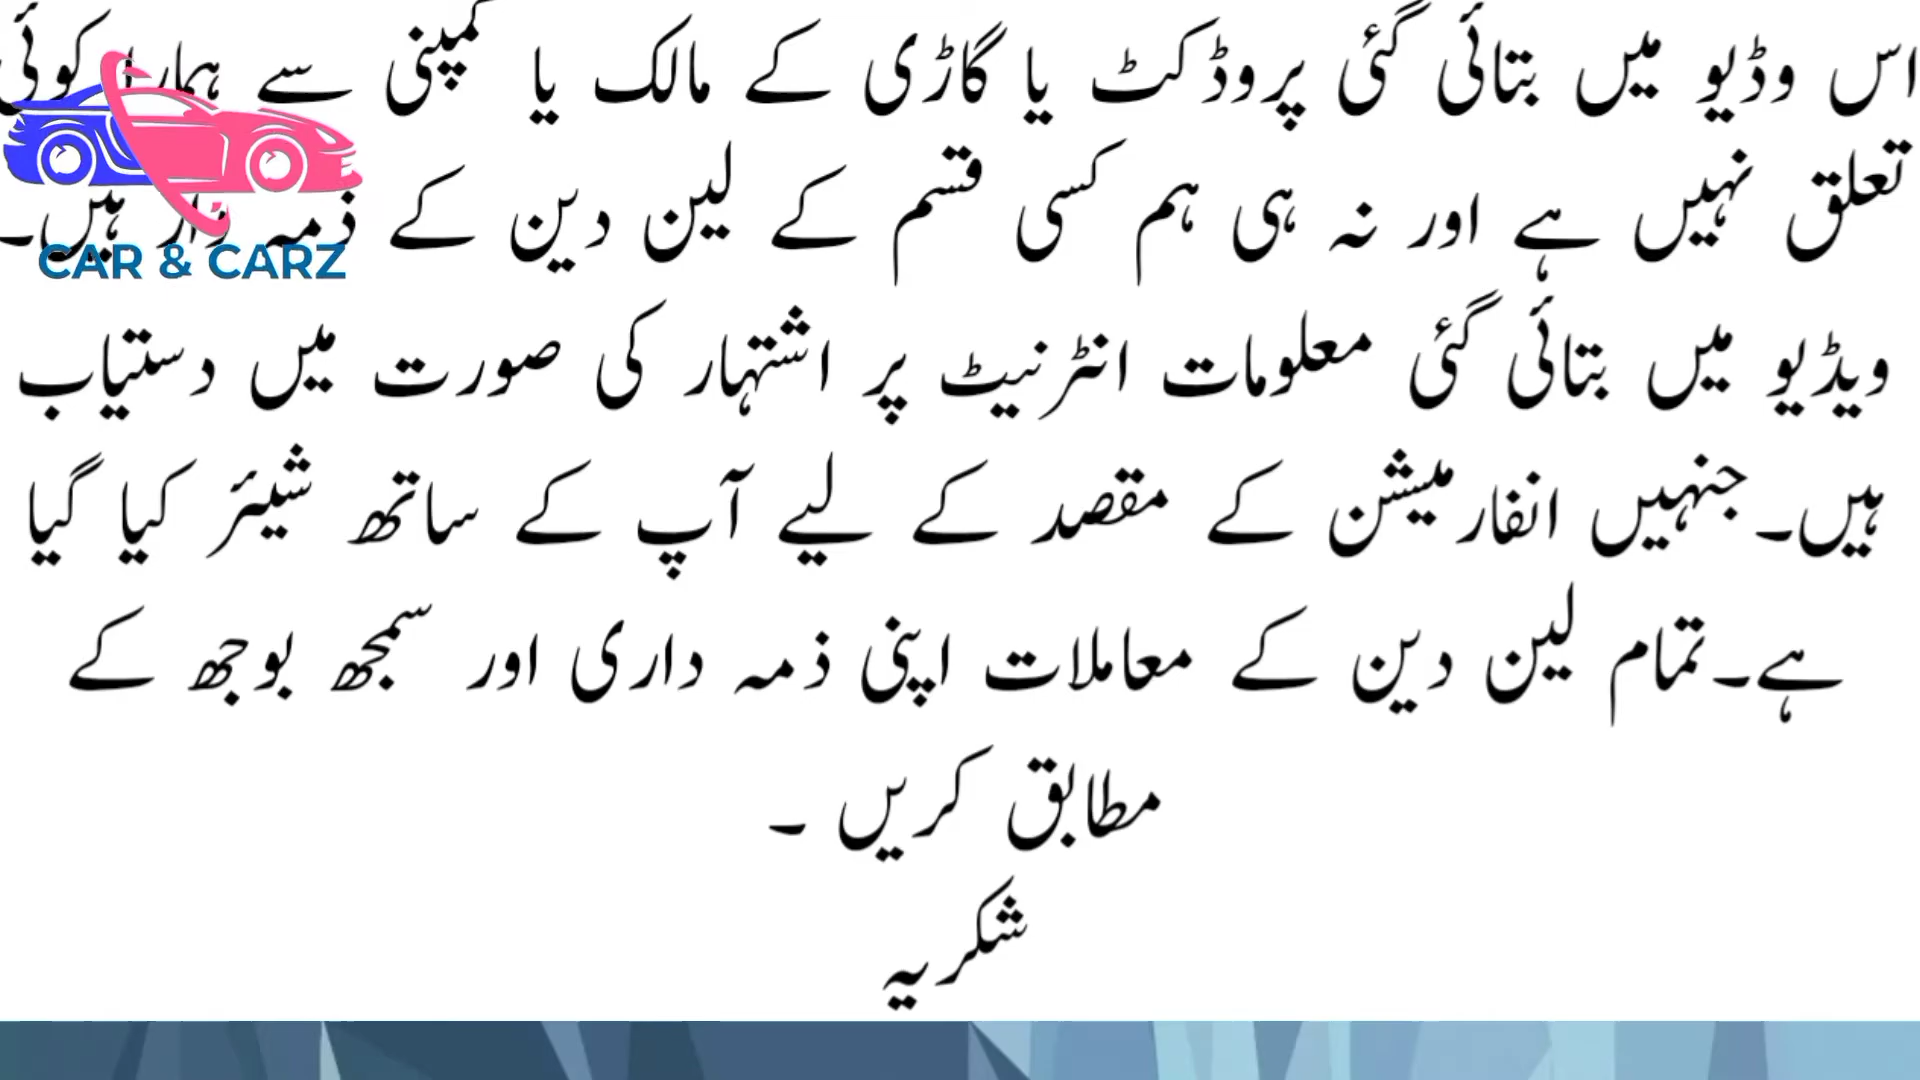 اس وڈیو میں بتائی گئی پروڈکٹ یا گاڑی کے مالک یا کمپنی سے ہمارا کوئی
تعلق نہیں ہے اور نہ ہی ہم کسی قسم کے لین دین کے ذمہ دار ہیں۔
CAR & CARZ
ویڈیو میں بتائی گئی معلومات انٹرنیٹ پر اشتہار کی صورت میں دستیاب
ہیں۔جنہیں انفارمیشن کے مقصد کے لیے آپ کے ساتھ شیئر کیا گیا
ہے۔تمام لین دین کے معاملات اپنی ذمہ داری اور سمجھ بوجھ کے
مطابق کریں ۔
شکریہ